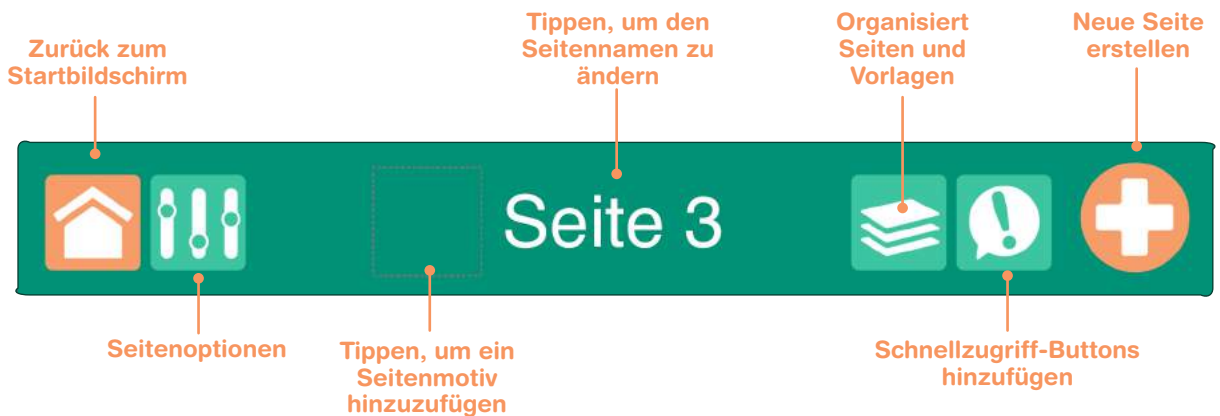 Zurück zum
Startbildschirm
Tippen, um den
Seitennamen zu
ändern
Organisiert
Seiten und
Vorlagen
Neue Seite
erstellen
Seite 3
Seitenoptionen
Tippen, um ein
Seitenmotiv
hinzuzufügen
Schnellzugriff-Buttons
hinzufügen